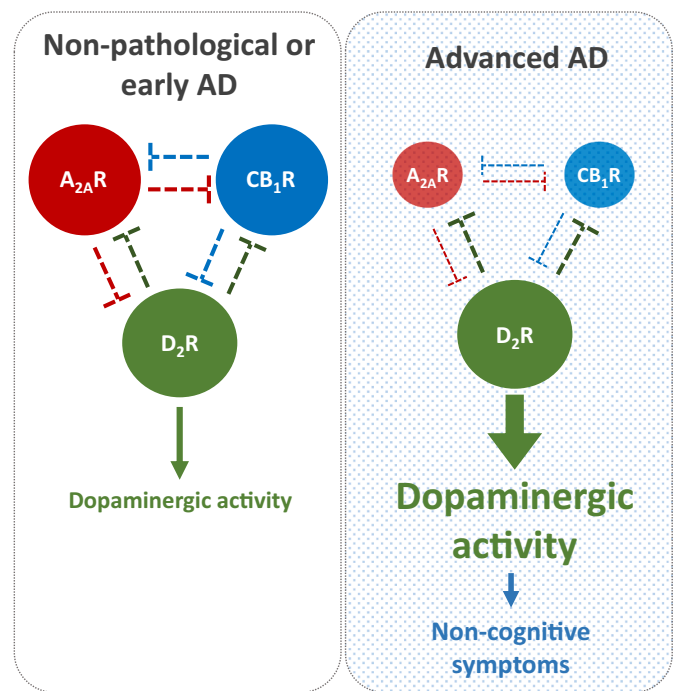 Non-pathological or
early AD
A₂ₐR
CB₁R
D₂R
Dopaminergic activity
Advanced AD
A₂ₐR
CB₁R
D₂R
Dopaminergic
activity
Non-cognitive
symptoms